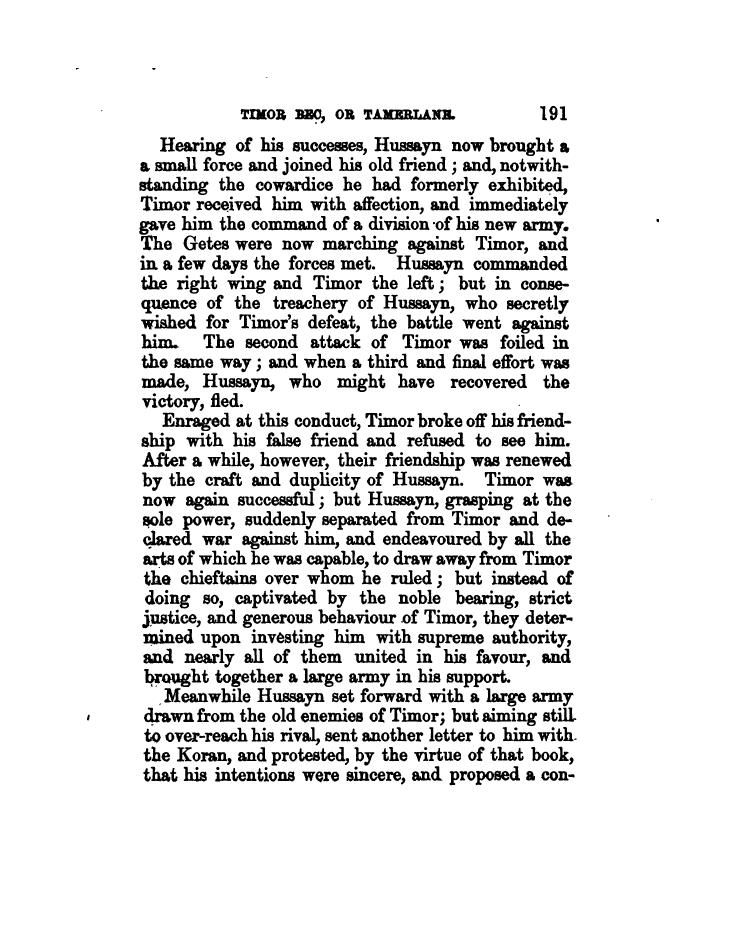 TIMOR BEC, OR TAMERLANE. 191
Hearing of his successes, Hussayn now brought a
a small force and joined his old friend ; and, notwith-
standing the cowardice he had formerly exhibited,
Timor received him with affection, and immediately
gave him the command of a division of his new army.
The Getes were now marching against Timor, and
in a few days the forces met. Hussayn commanded
the right wing and Timor the left ; but in conse-
quence of the treachery of Hussayn, who secretly
wished for Timor's defeat, the battle went against
him. The second attack of Timor was foiled in
the same way ; and when a third and final effort was
made, Hussayn, who might have recovered the
victory, fled.
Enraged at this conduct, Timor broke off his friend-
ship with his false friend and refused to see him.
After a while, however, their friendship was renewed
by the craft and duplicity of Hussayn. Timor was
now again successful ; but Hussayn, grasping at the
sole power, suddenly separated from Timor and de-
clared war against him, and endeavoured by all the
arts of which he was capable, to draw away from Timor
the chieftains over whom he ruled ; but instead of
doing so, captivated by the noble bearing, strict
justice, and generous behaviour of Timor, they deter-
mined upon investing him with supreme authority,
and nearly all of them united in his favour, and
brought together a large army in his support.
Meanwhile Hussayn set forward with a large army
drawn from the old enemies of Timor; but aiming still
to over-reach his rival, sent another letter to him with
the Koran, and protested, by the virtue of that book,
that his intentions were sincere, and proposed a con-